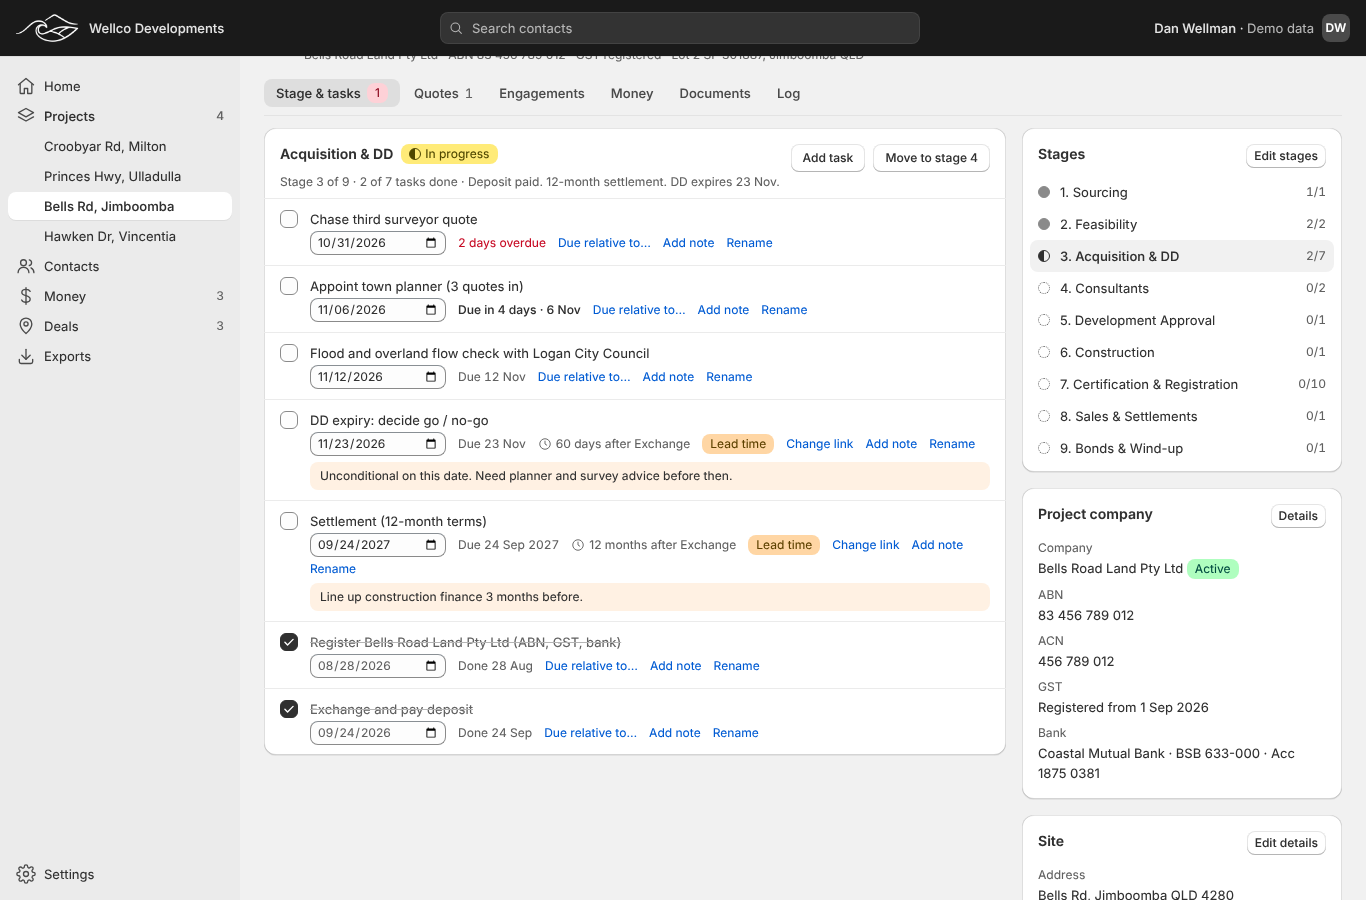 Wellco Developments
Search contacts
Dan Wellman · Demo data
DW
Home
Projects 4
Croobyar Rd, Milton
Princes Hwy, Ulladulla
Bells Rd, Jimboomba
Hawken Dr, Vincentia
Contacts
Money 3
Deals 3
Exports
Settings
Stage & tasks 1
Quotes 1
Engagements
Money
Documents
Log
Acquisition & DD In progress
Add task
Move to stage 4
Stage 3 of 9 · 2 of 7 tasks done · Deposit paid. 12-month settlement. DD expires 23 Nov.
Chase third surveyor quote
10/31/2026 2 days overdue Due relative to... Add note Rename
Appoint town planner (3 quotes in)
11/06/2026 Due in 4 days · 6 Nov Due relative to... Add note Rename
Flood and overland flow check with Logan City Council
11/12/2026 Due 12 Nov Due relative to... Add note Rename
DD expiry: decide go / no-go
11/23/2026 Due 23 Nov 60 days after Exchange Lead time Change link Add note Rename
Unconditional on this date. Need planner and survey advice before then.
Settlement (12-month terms)
09/24/2027 Due 24 Sep 2027 12 months after Exchange Lead time Change link Add note
Rename
Line up construction finance 3 months before.
Register Bells Road Land Pty Ltd (ABN, GST, bank)
08/28/2026 Done 28 Aug Due relative to... Add note Rename
Exchange and pay deposit
09/24/2026 Done 24 Sep Due relative to... Add note Rename
Stages
Edit stages
1. Sourcing 1/1
2. Feasibility 2/2
3. Acquisition & DD 2/7
4. Consultants 0/2
5. Development Approval 0/1
6. Construction 0/1
7. Certification & Registration 0/10
8. Sales & Settlements 0/1
9. Bonds & Wind-up 0/1
Project company
Details
Company
Bells Road Land Pty Ltd Active
ABN
83 456 789 012
ACN
456 789 012
GST
Registered from 1 Sep 2026
Bank
Coastal Mutual Bank · BSB 633-000 · Acc
1875 0381
Site
Edit details
Address
Bells Rd, Jimboomba QLD 4280